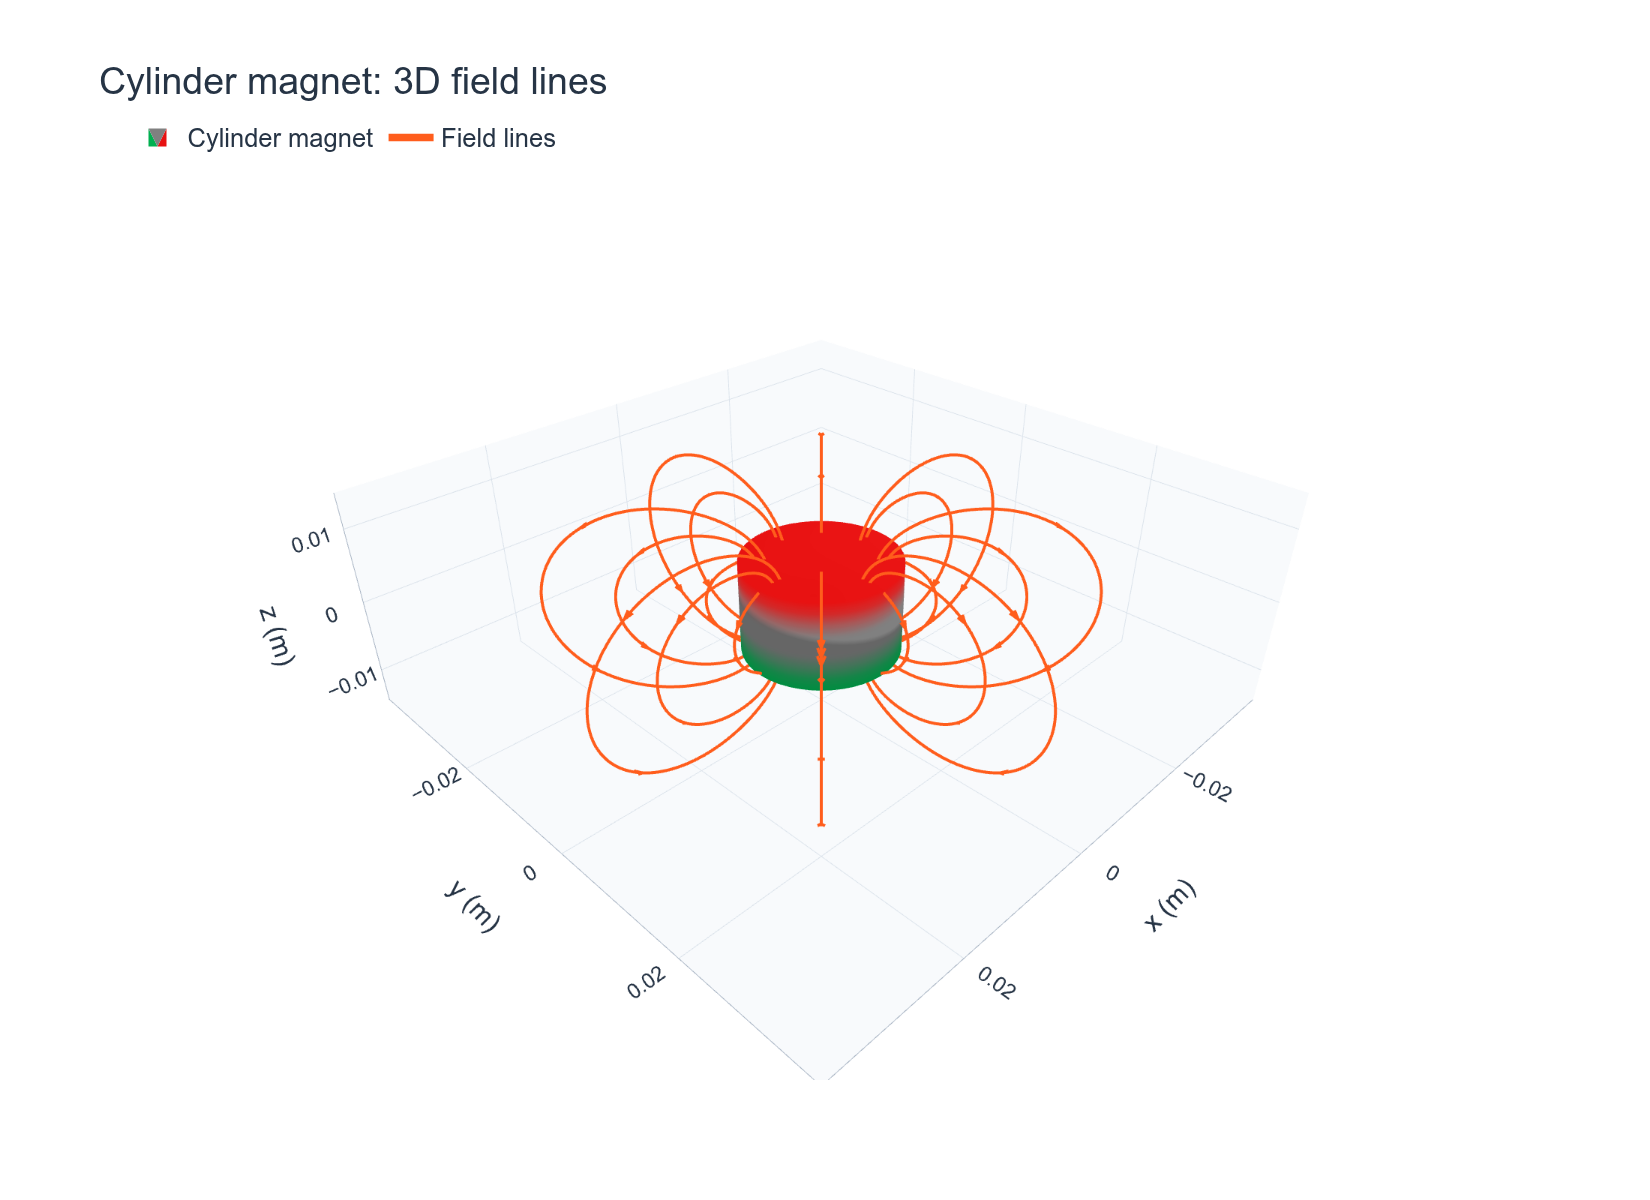 Cylinder magnet: 3D field lines
Cylinder magnet
Field lines
0.01
0
−0.01
z (m)
−0.02
0
0.02
y (m)
−0.02
0
0.02
x (m)